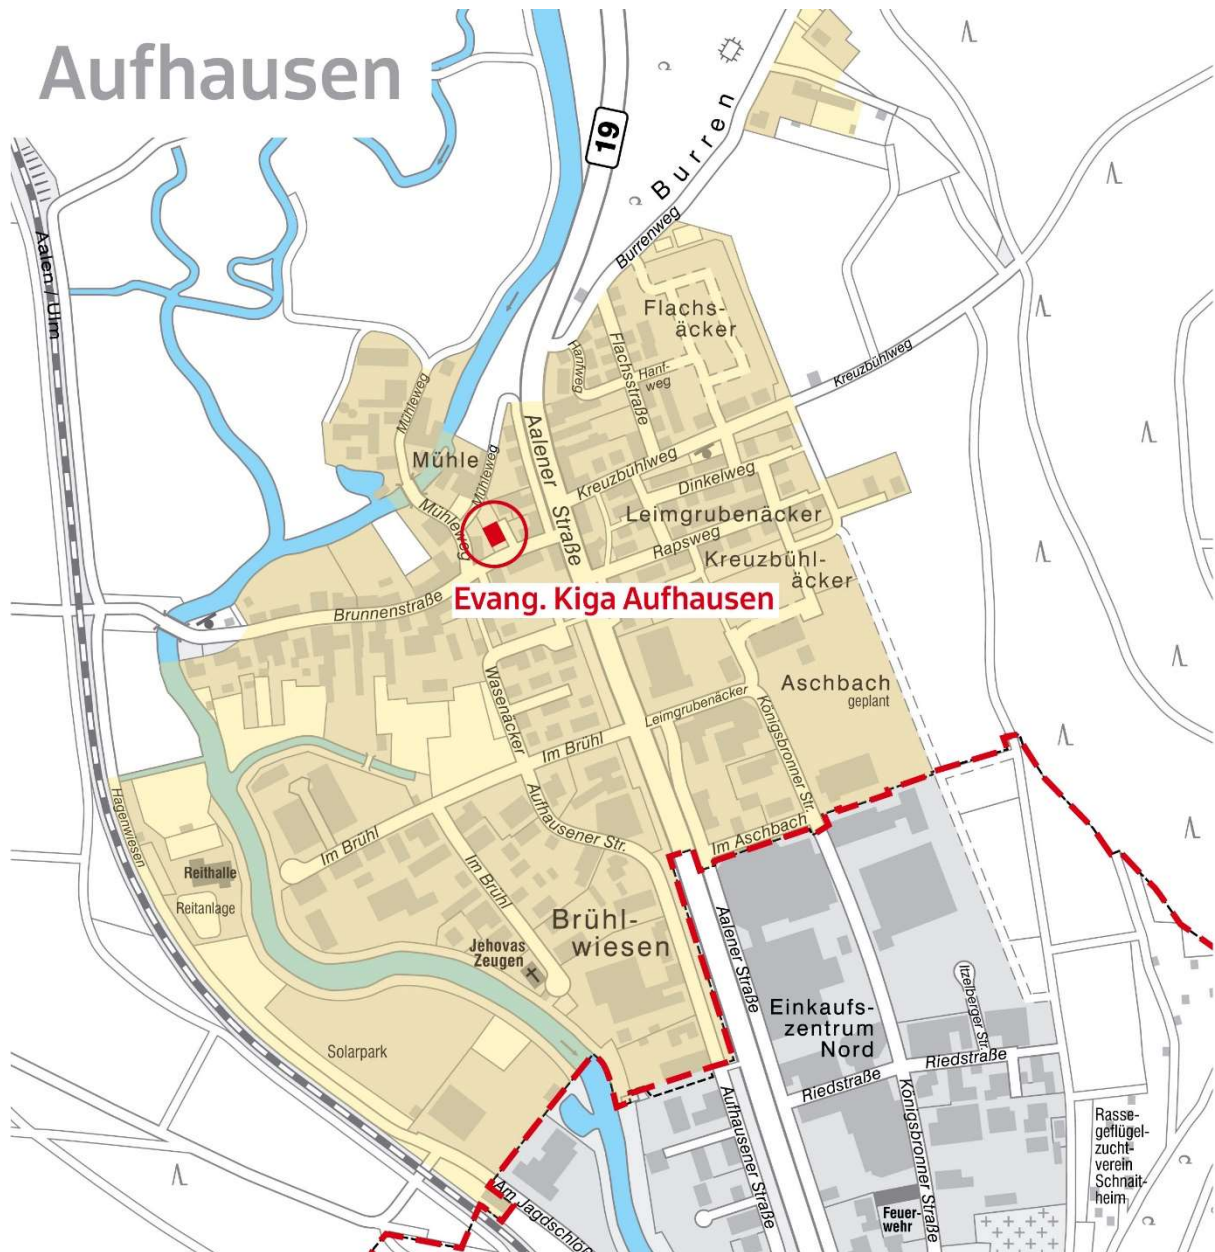 Aufhausen
19
Burren
Burrenweg
Aalen / Ulm
Flachs-
äcker
Hanfweg
Flachsstraße
Hanf-
weg
Kreuzbühlweg
Mühleweg
Mühle
Mühleweg
Mühleweg
Aalener
Straße
Kreuzbühlweg
Dinkelweg
Leimgrubenäcker
Rapsweg
Kreuzbühl-
äcker
Evang. Kiga Aufhausen
Brunnenstraße
Wasenäcker
Aschbach
geplant
Leimgrubenäcker
Königsbronner Str.
Im Brühl
Hagenwiesen
Aufhausener Str.
Im Aschbach
Im Brühl
Im Brühl
Reithalle
Reitanlage
Brühl-
wiesen
Jehovas
Zeugen
Aalener Straße
Itzelberger Str.
Einkaufs-
zentrum
Nord
Solarpark
Riedstraße
Riedstraße
Aufhausener Straße
Königsbronner Straße
Rasse-
geflügel-
zucht-
verein
Schnait-
heim
Am Jagdschloß
Feuer-
wehr